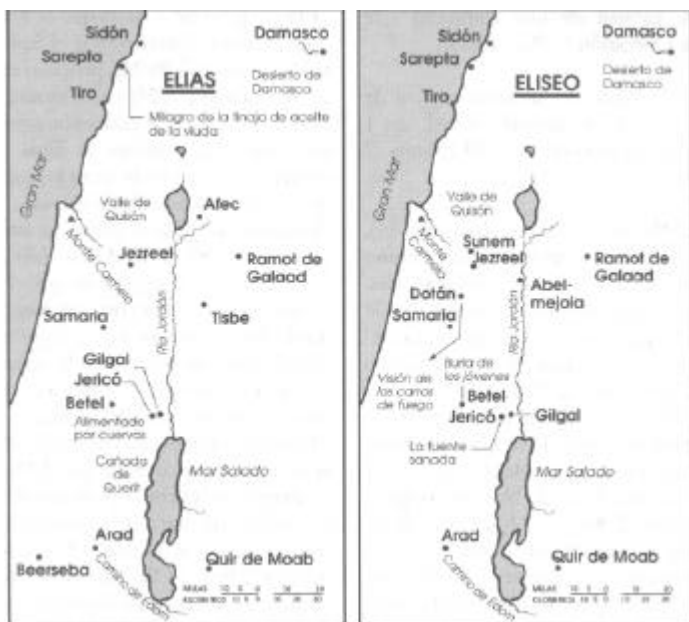 Sidón
Damasco
Sarepta
ELIAS
Desierto de
Damasco
Tiro
Milagro de la tinaja de aceite
de la viuda
Gran Mar
Valle de
Quisón
Afec
Monte Carmelo
Jezreel
Ramot de
Galaad
Samaria
Tisbe
Río Jordán
Gilgal
Jericó
Betel
Alimentado
por cuervos
Cañada
de
Querit
Mar Salado
Arad
Beerseba
Quir de Moab
Camino de Edom
MILLAS
KILOMETROS
Sidón
Damasco
Sarepta
ELISEO
Desierto de
Damasco
Tiro
Gran Mar
Valle de
Quisón
Monte
Carmelo
Sunem
Jezreel
Ramot de
Galaad
Abel-
mejola
Dotán
Samaria
Río Jordán
Burla de
los jóvenes
Visión de
los carros
de fuego
Betel
Jericó
Gilgal
La fuente
sanada
Mar Salado
Arad
Quir de Moab
Camino de Edom
MILLAS
KILOMETROS